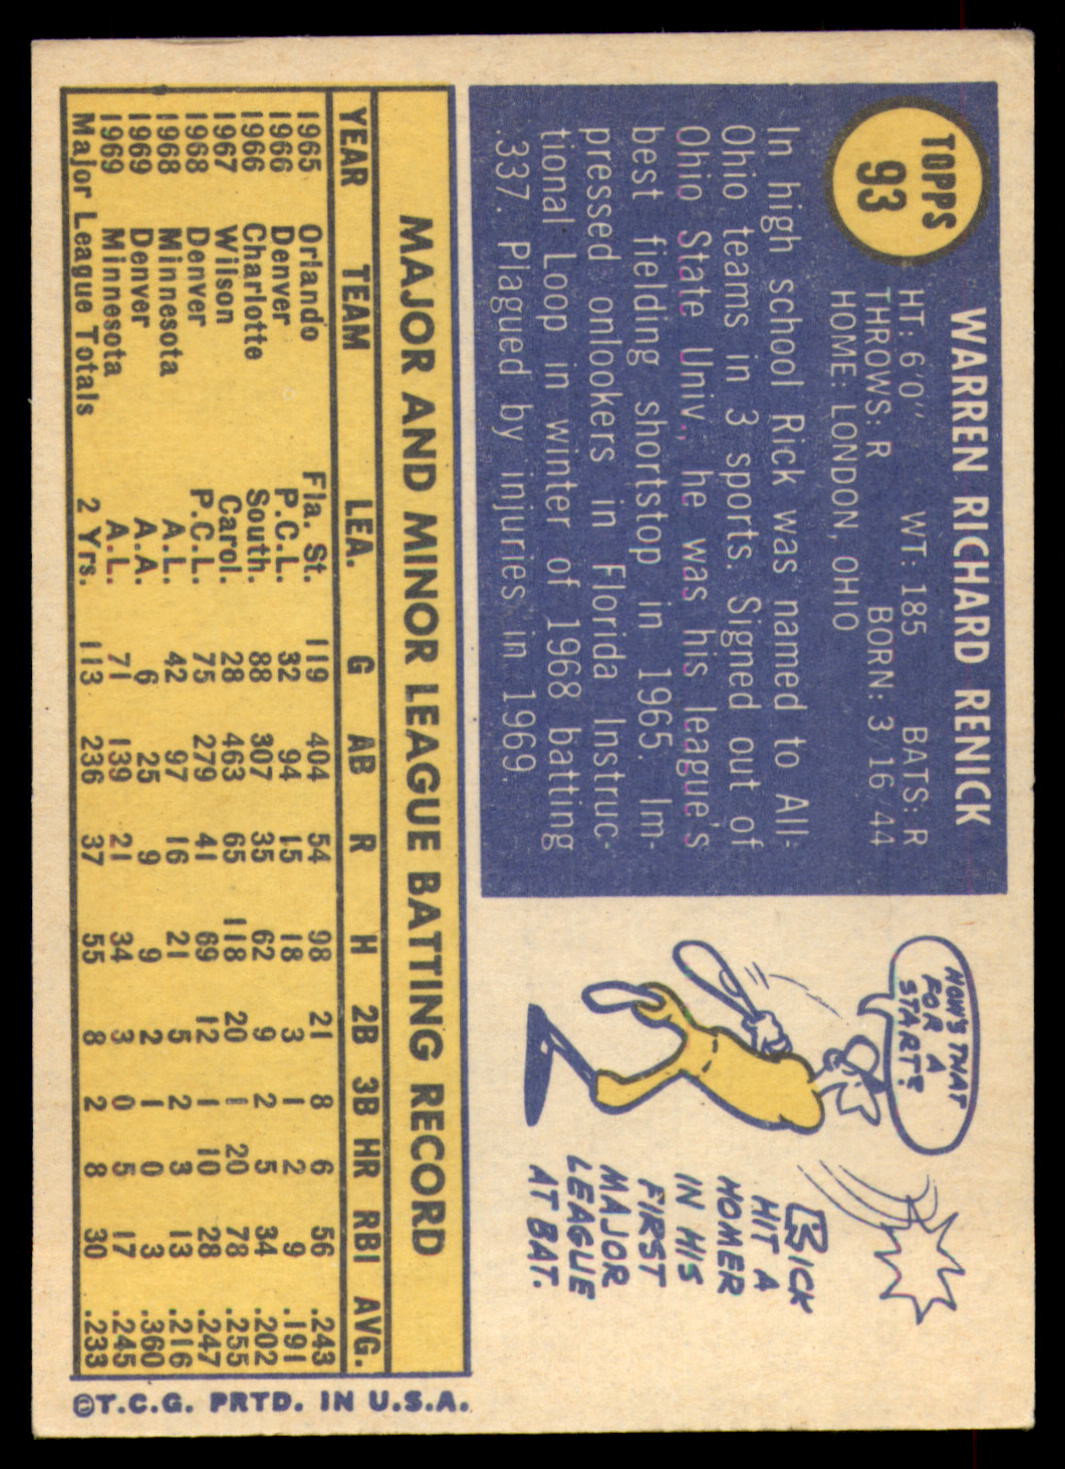 TOPPS
93
WARREN RICHARD RENICK
HT: 6'0" WT: 185 BATS: R
THROWS: R BORN: 3/16/44
HOME: LONDON, OHIO
In high school Rick was named to All-
Ohio teams in 3 sports. Signed out of
Ohio State Univ., he was his league's
best fielding shortstop in 1965. Im-
pressed onlookers in Florida Instruc-
tional Loop in winter of 1968 batting
.337. Plagued by injuries in 1969.
HOW'S THAT
FOR A
START?
RICK
HIT A
HOMER
IN HIS
FIRST
MAJOR
LEAGUE
AT BAT.
MAJOR AND MINOR LEAGUE BATTING RECORD
YEAR TEAM LEA. G AB R H 2B 3B HR RBI AVG.
1965 Orlando Fla. St. 119 404 54 98 21 8 6 56 .243
1966 Denver P.C.L. 32 94 15 18 3 1 2 9 .191
1966 Charlotte South. 88 307 35 62 9 2 5 34 .202
1967 Wilson Carol. 28 463 65 118 20 1 20 78 .255
1968 Denver P.C.L. 75 279 41 69 12 1 10 28 .247
1968 Minnesota A.L. 42 97 16 21 5 2 3 13 .216
1969 Denver A.A. 6 25 9 9 2 1 0 3 .360
1969 Minnesota A.L. 71 139 21 34 3 0 5 17 .245
Major League Totals 2 Yrs. 113 236 37 55 8 2 8 30 .233
©T.C.G. PRTD. IN U.S.A.